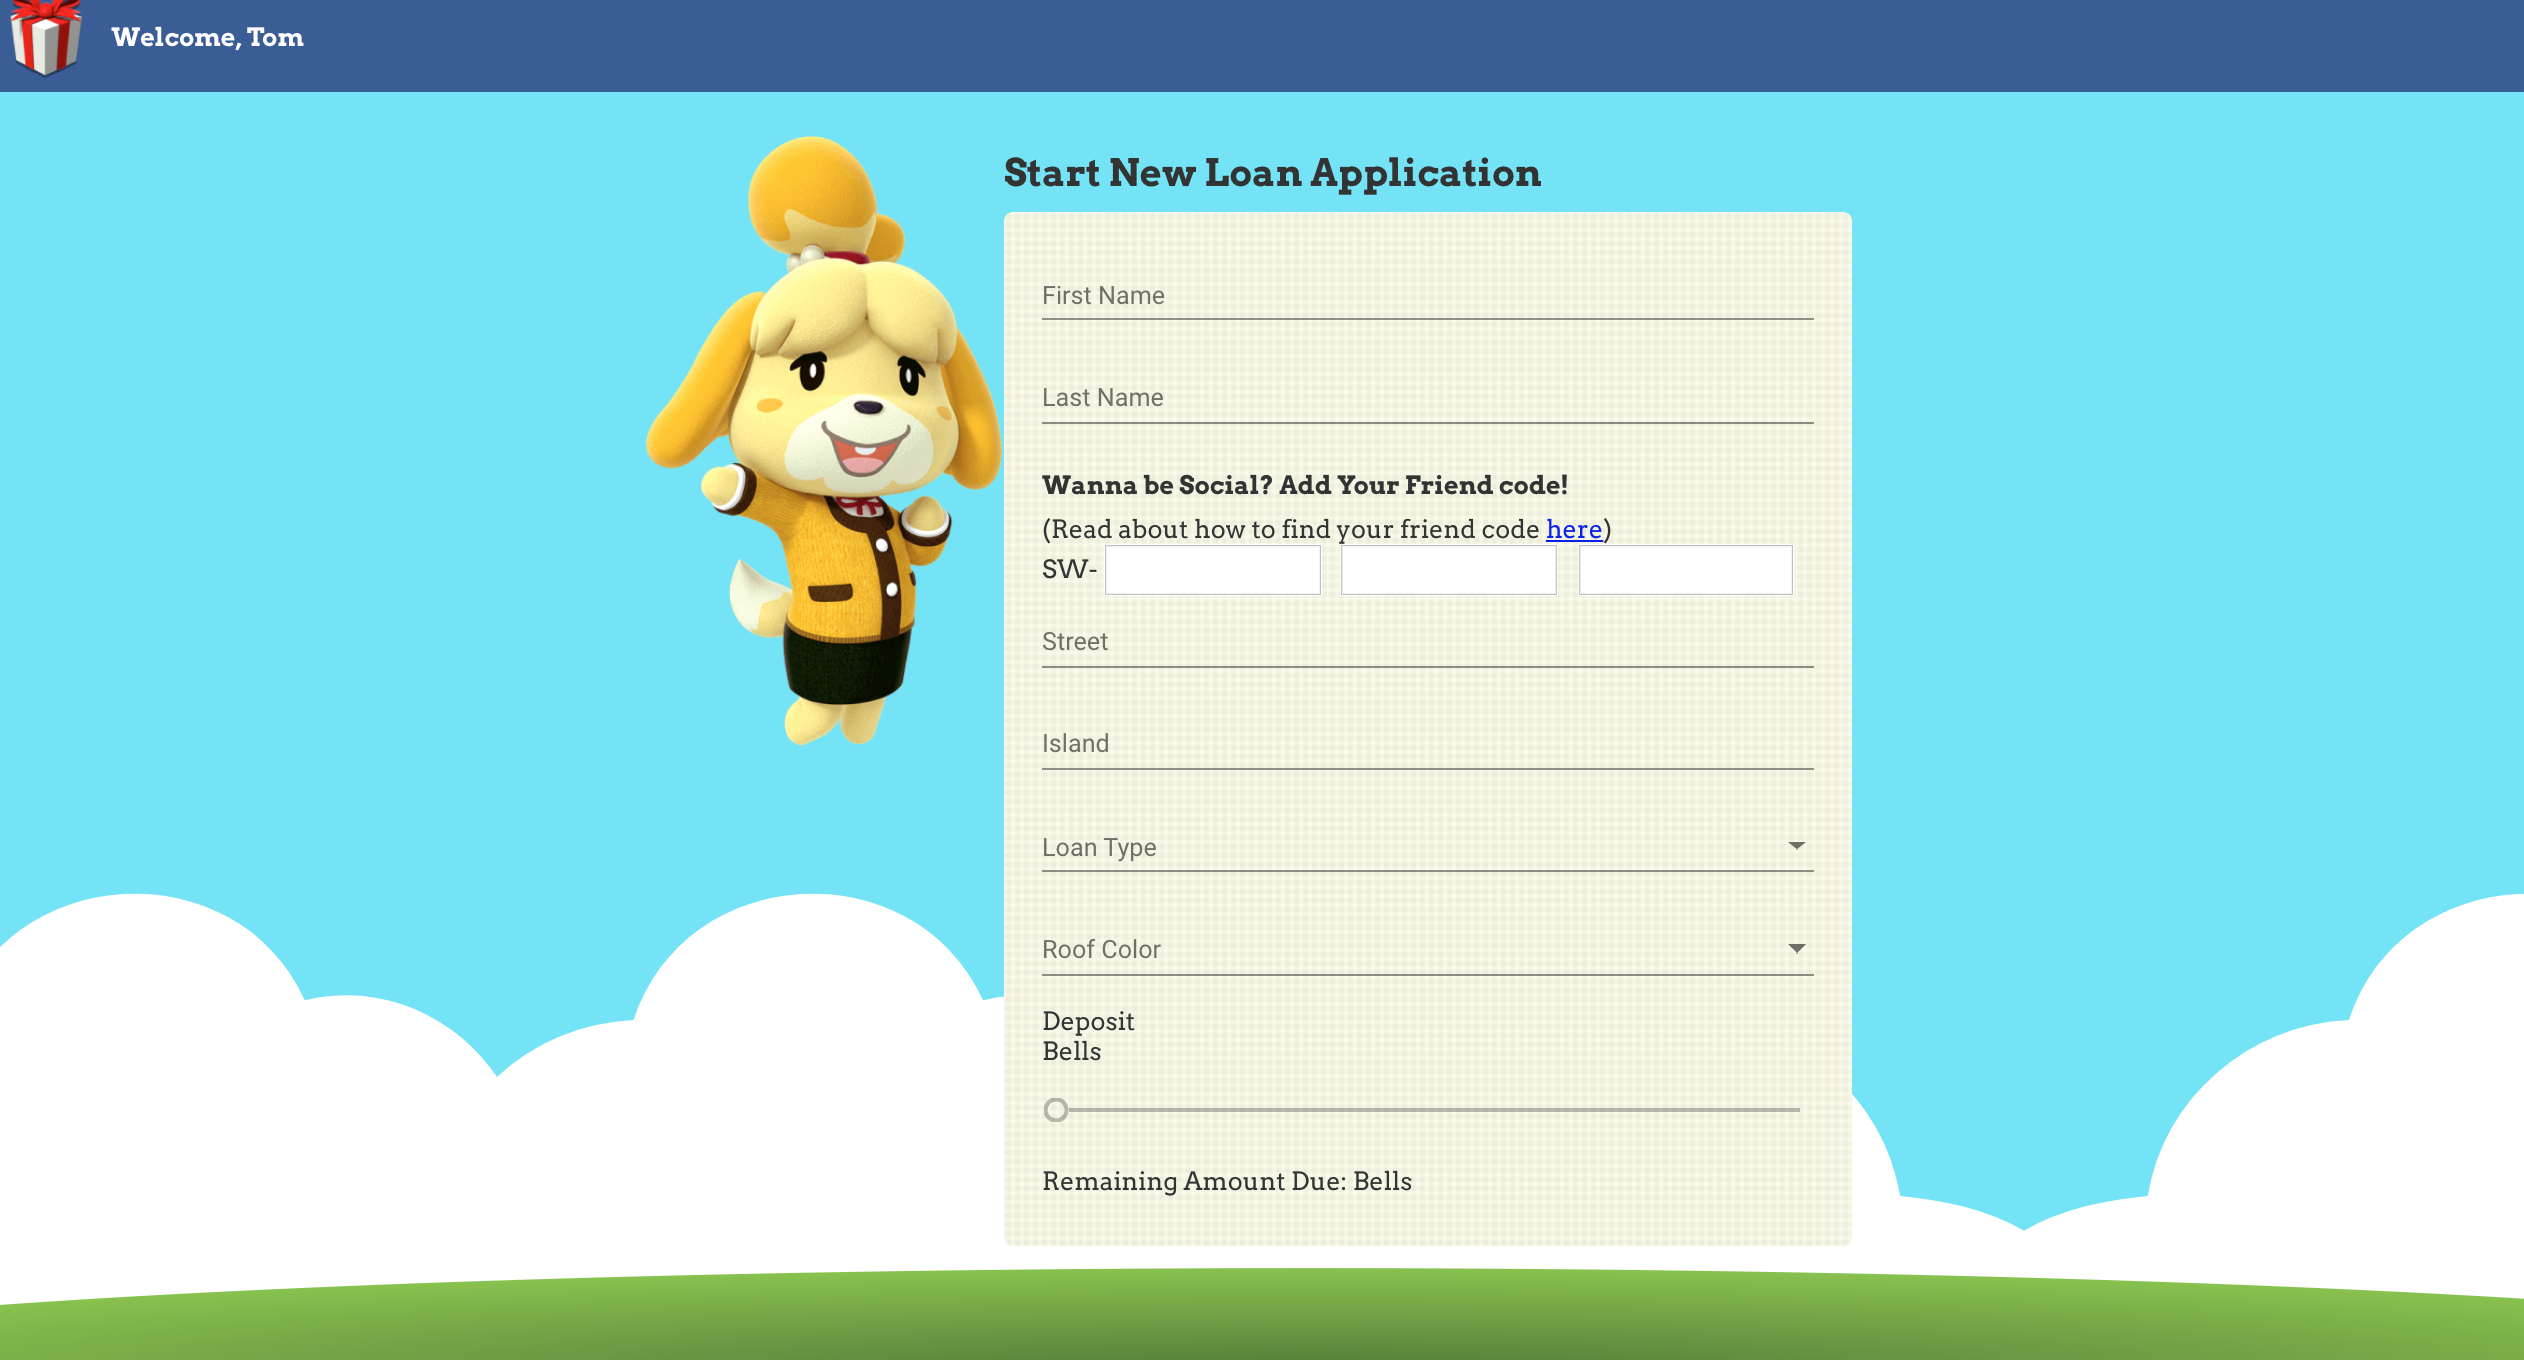 Welcome, Tom
Start New Loan Application
First Name
Last Name
Wanna be Social? Add Your Friend code!
(Read about how to find your friend code here)
SW-
Street
Island
Loan Type
Roof Color
Deposit
Bells
Remaining Amount Due: Bells